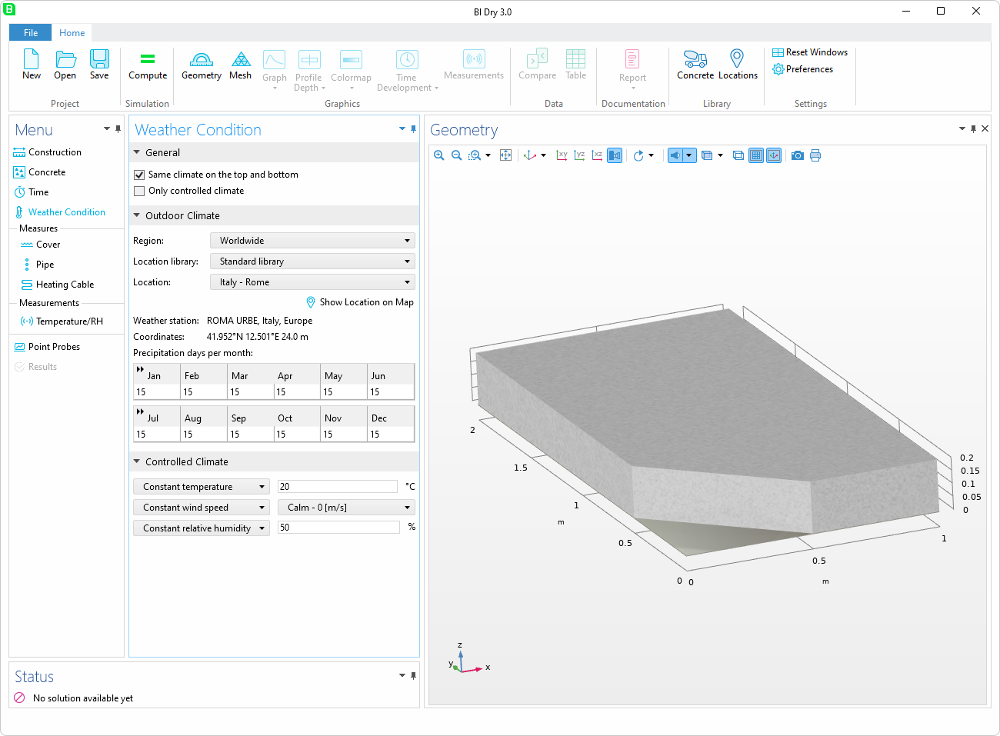 BI Dry 3.0
File Home
New Open Save Compute Geometry Mesh Graph Profile Depth Colormap Time Development Measurements Compare Table Report Concrete Locations Reset Windows Preferences
Project Simulation Graphics Data Documentation Library Settings
Menu
Construction
Concrete
Time
Weather Condition
Measures
Cover
Pipe
Heating Cable
Measurements
Temperature/RH
Point Probes
Results
Weather Condition
General
Same climate on the top and bottom
Only controlled climate
Outdoor Climate
Region: Worldwide
Location library: Standard library
Location: Italy - Rome
Show Location on Map
Weather station: ROMA URBE, Italy, Europe
Coordinates: 41.952°N 12.501°E 24.0 m
Precipitation days per month:
Jan Feb Mar Apr May Jun
15 15 15 15 15 15
Jul Aug Sep Oct Nov Dec
15 15 15 15 15 15
Controlled Climate
Constant temperature 20 °C
Constant wind speed Calm - 0 [m/s]
Constant relative humidity 50 %
Geometry
xy yz xz
2
1.5
1
m
0.5
0 0
0.5
m
1
0.2
0.15
0.1
0.05
0
z
y x
Status
No solution available yet